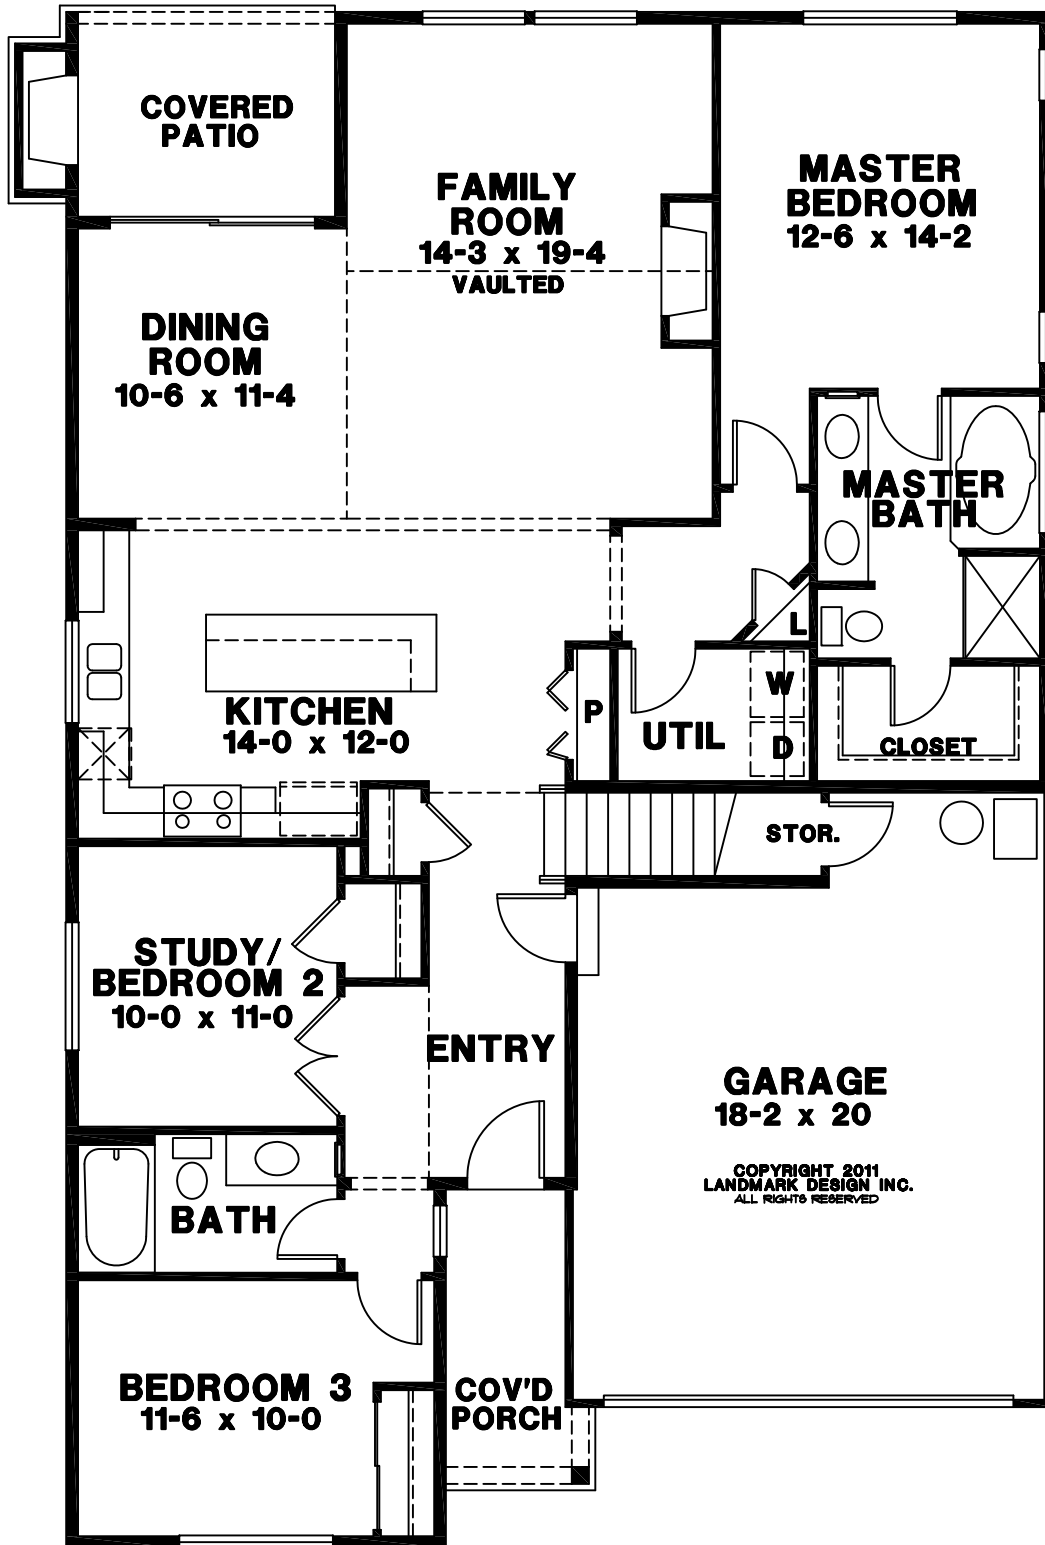 COVERED
PATIO
FAMILY
ROOM
14-3 x 19-4
VAULTED
MASTER
BEDROOM
12-6 x 14-2
DINING
ROOM
10-6 x 11-4
MASTER
BATH
L
KITCHEN
14-0 x 12-0
P
UTIL
W
D
CLOSET
STOR.
STUDY/
BEDROOM 2
10-0 x 11-0
ENTRY
GARAGE
18-2 x 20
COPYRIGHT 2011
LANDMARK DESIGN INC.
ALL RIGHTS RESERVED
BATH
BEDROOM 3
11-6 x 10-0
COV'D
PORCH